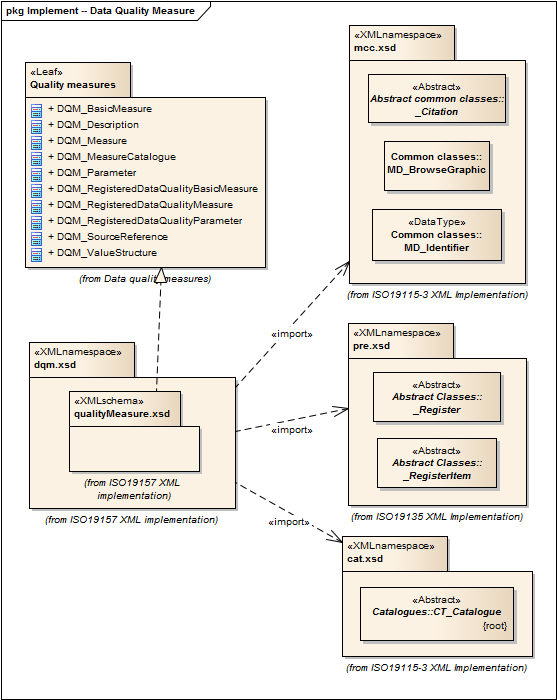 pkg Implement -- Data Quality Measure
«Leaf»
Quality measures
+ DQM_BasicMeasure
+ DQM_Description
+ DQM_Measure
+ DQM_MeasureCatalogue
+ DQM_Parameter
+ DQM_RegisteredDataQualityBasicMeasure
+ DQM_RegisteredDataQualityMeasure
+ DQM_RegisteredDataQualityParameter
+ DQM_SourceReference
+ DQM_ValueStructure
(from Data quality measures)
«XMLnamespace»
mcc.xsd
«Abstract»
Abstract common classes::
_Citation
Common classes::
MD_BrowseGraphic
«DataType»
Common classes::
MD_Identifier
(from ISO19115-3 XML Implementation)
«import»
«XMLnamespace»
dqm.xsd
«XMLschema»
qualityMeasure.xsd
(from ISO19157 XML
implementation)
(from ISO19157 XML implementation)
«import»
«XMLnamespace»
pre.xsd
«Abstract»
Abstract Classes::
_Register
«Abstract»
Abstract Classes::
_RegisterItem
(from ISO19135 XML Implementation)
«import»
«XMLnamespace»
cat.xsd
«Abstract»
Catalogues::CT_Catalogue
{root}
(from ISO19115-3 XML Implementation)